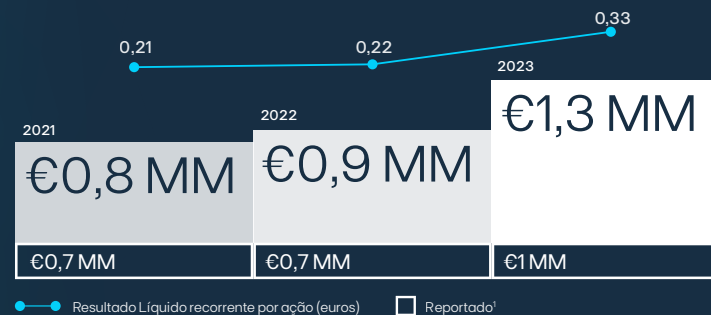 0,21
0,22
0,33
2021
€0,8 MM
€0,7 MM
2022
€0,9 MM
€0,7 MM
2023
€1,3 MM
€1 MM
Resultado Líquido recorrente por ação (euros)
Reportado¹